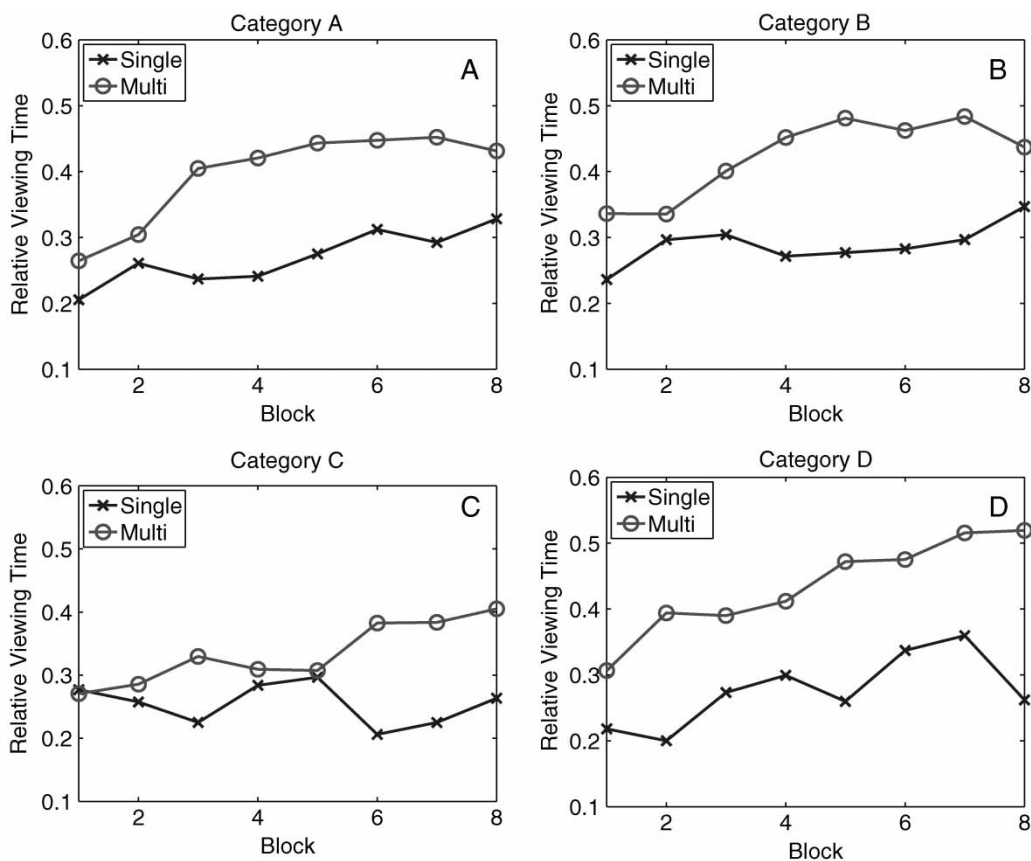 Category A
0.6
Single
Multi
A
0.5
0.4
0.3
0.2
0.1
Relative Viewing Time
2
4
6
8
Block
Category B
0.6
Single
Multi
B
0.5
0.4
0.3
0.2
0.1
Relative Viewing Time
2
4
6
8
Block
Category C
0.6
Single
Multi
C
0.5
0.4
0.3
0.2
0.1
Relative Viewing Time
2
4
6
8
Block
Category D
0.6
Single
Multi
D
0.5
0.4
0.3
0.2
0.1
Relative Viewing Time
2
4
6
8
Block